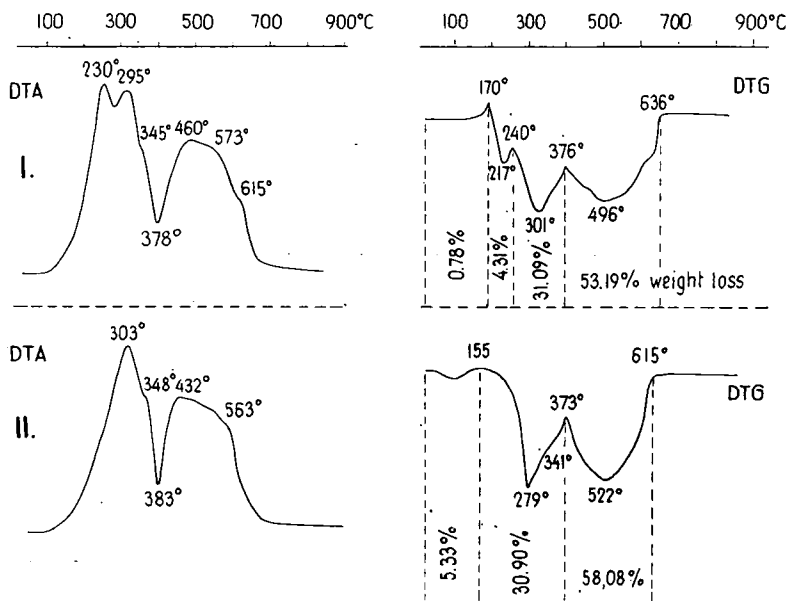 100 300 500 700 900°C
100 300 500 700 900°C
DTA
230° 295°
345° 460° 573°
615°
378°
I.
DTG
170°
240°
636°
376°
217°
301°
496°
0.78%
4.31%
31.09%
53.19% weight loss
DTA
303°
348° 432°
563°
383°
II.
155
615°
DTG
373°
341°
279°
522°
5.33%
30.90%
58,08%